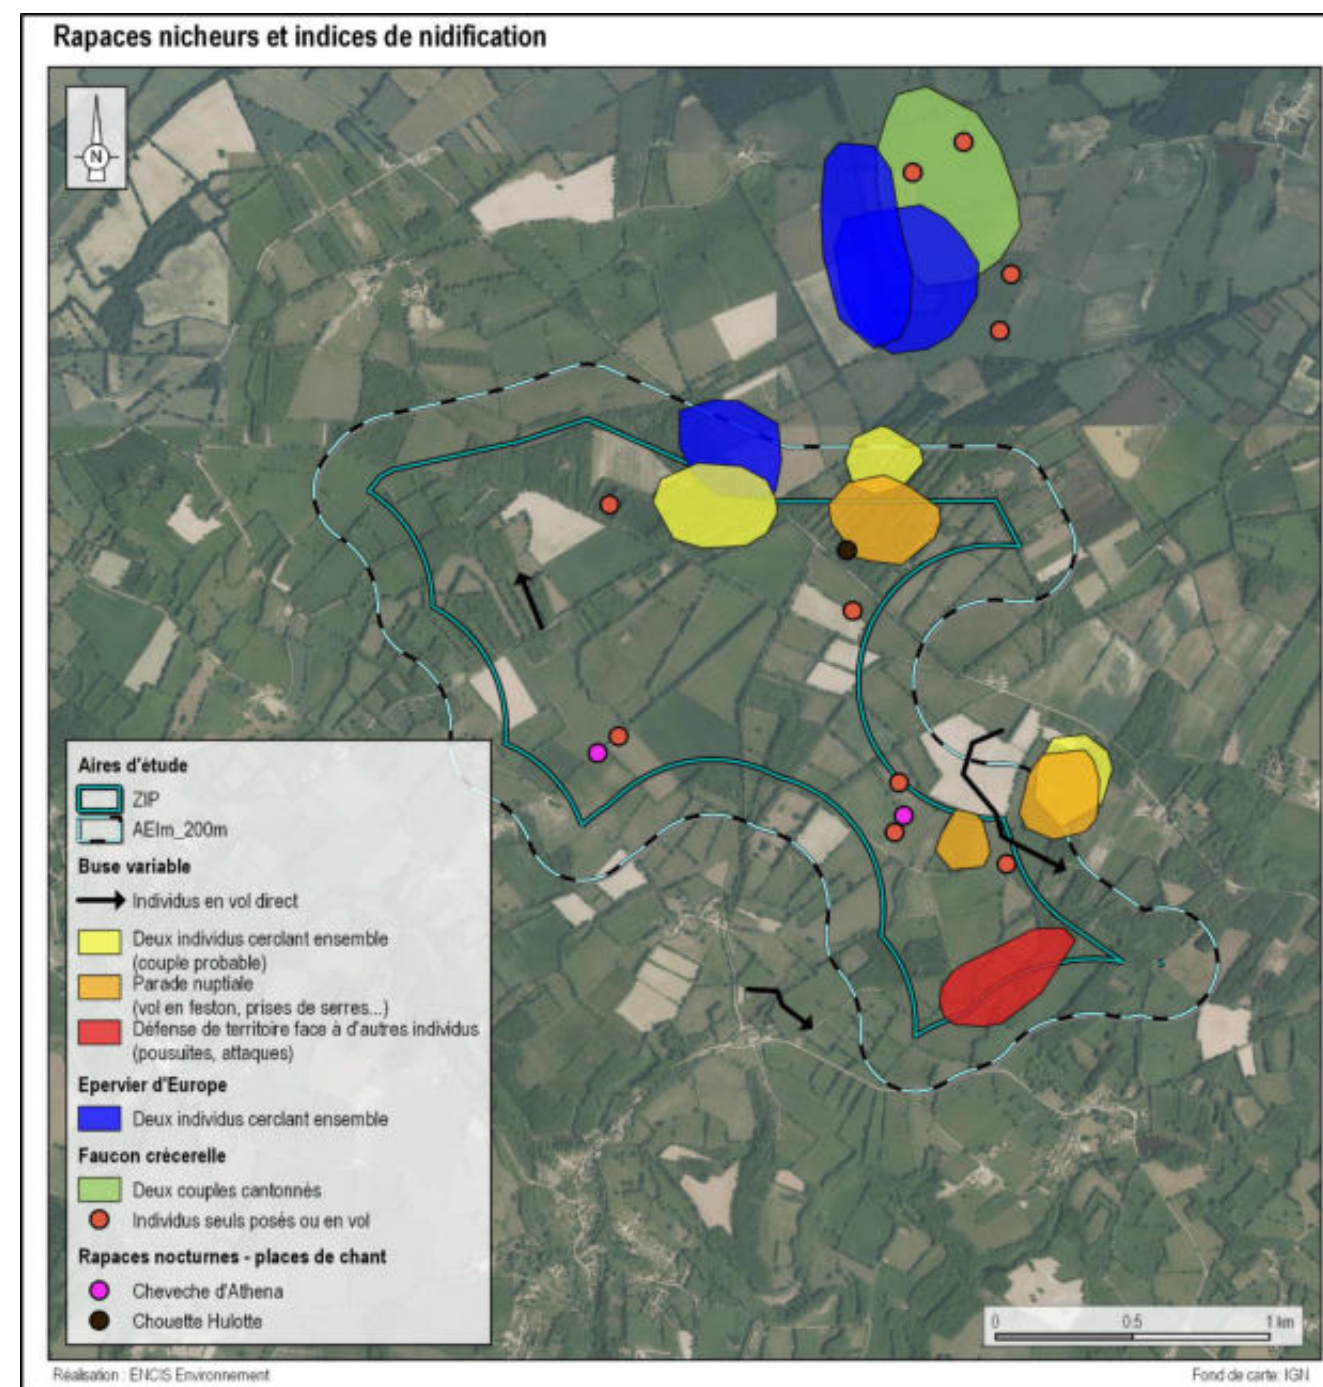 Rapaces nicheurs et indices de nidification
N
Aires d'étude
ZIP
AEIm_200m
Buse variable
Individus en vol direct
Deux individus cerclant ensemble
(couple probable)
Parade nuptiale
(vol en feston, prises de serres...)
Défense de territoire face à d'autres individus
(pousuites, attaques)
Epervier d'Europe
Deux individus cerclant ensemble
Faucon crécerelle
Deux couples cantonnés
Individus seuls posés ou en vol
Rapaces nocturnes - places de chant
Cheveche d'Athena
Chouette Hulotte
0 0.5 1 km
Réalisation : ENCIS Environnement
Fond de carte: IGN